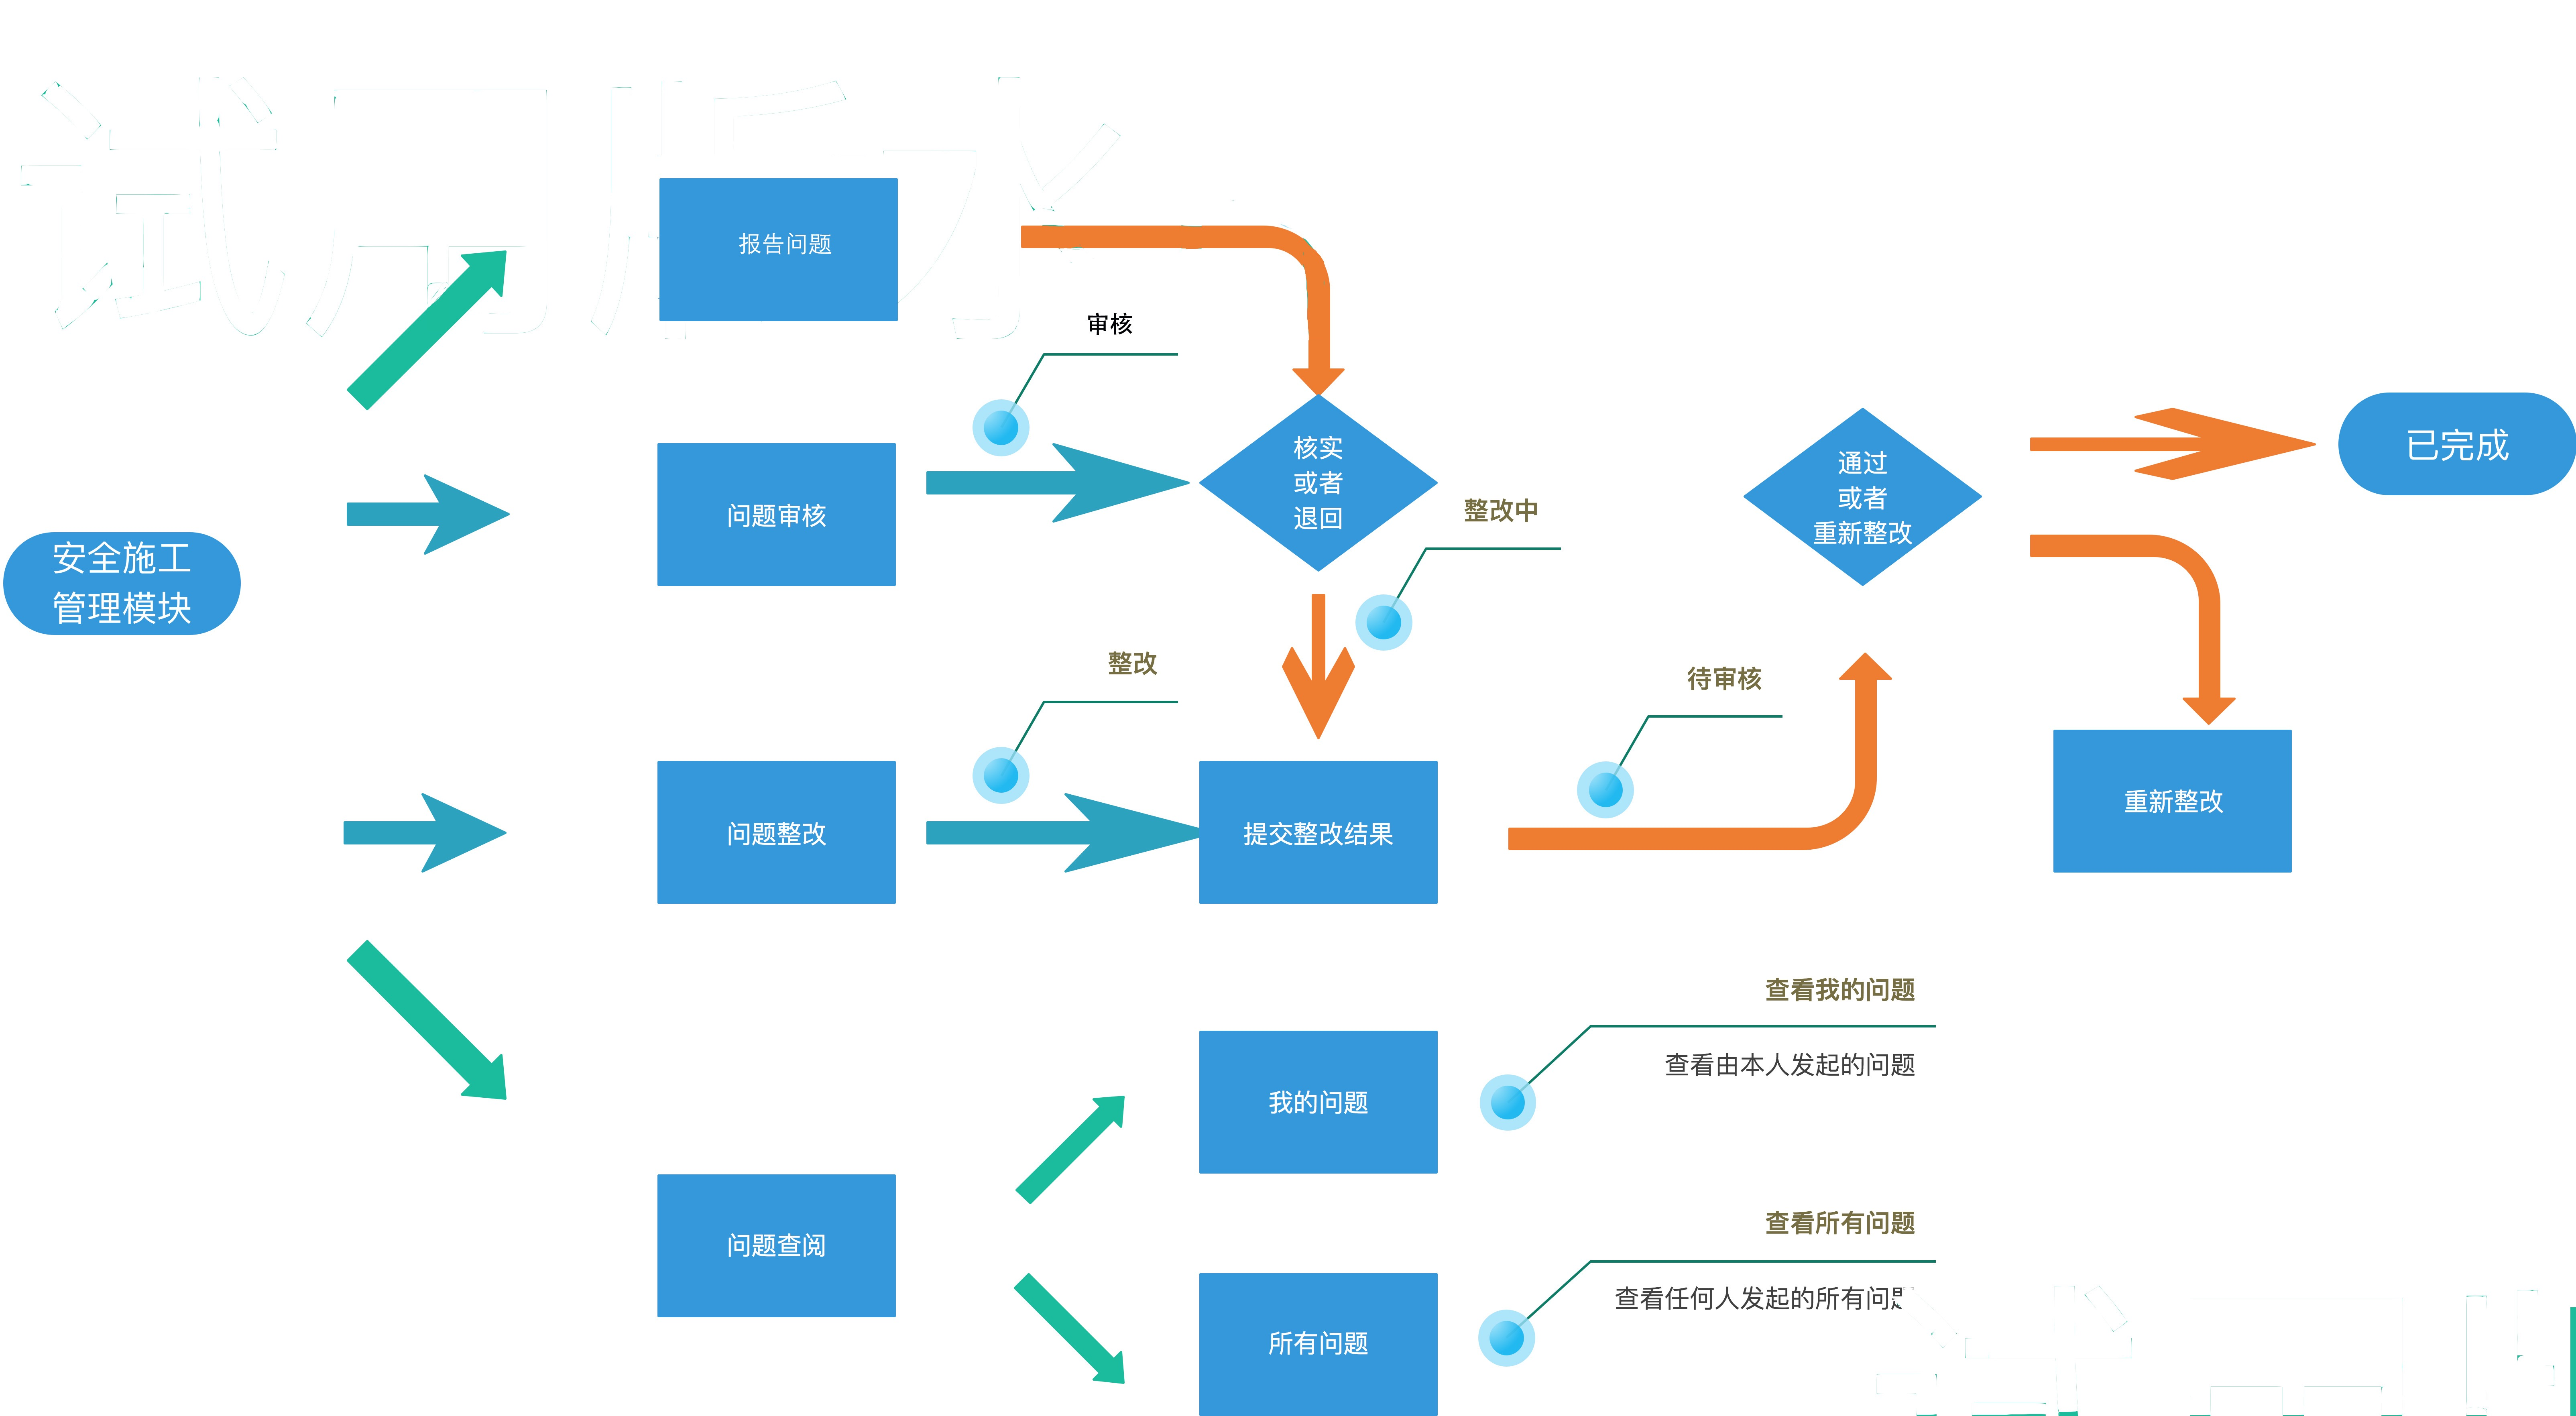 报告问题
审核
问题审核
核实
或者
退回
整改中
通过
或者
重新整改
已完成
安全施工
管理模块
整改
待审核
问题整改
提交整改结果
重新整改
查看我的问题
查看由本人发起的问题
我的问题
问题查阅
查看所有问题
查看任何人发起的所有问题
所有问题